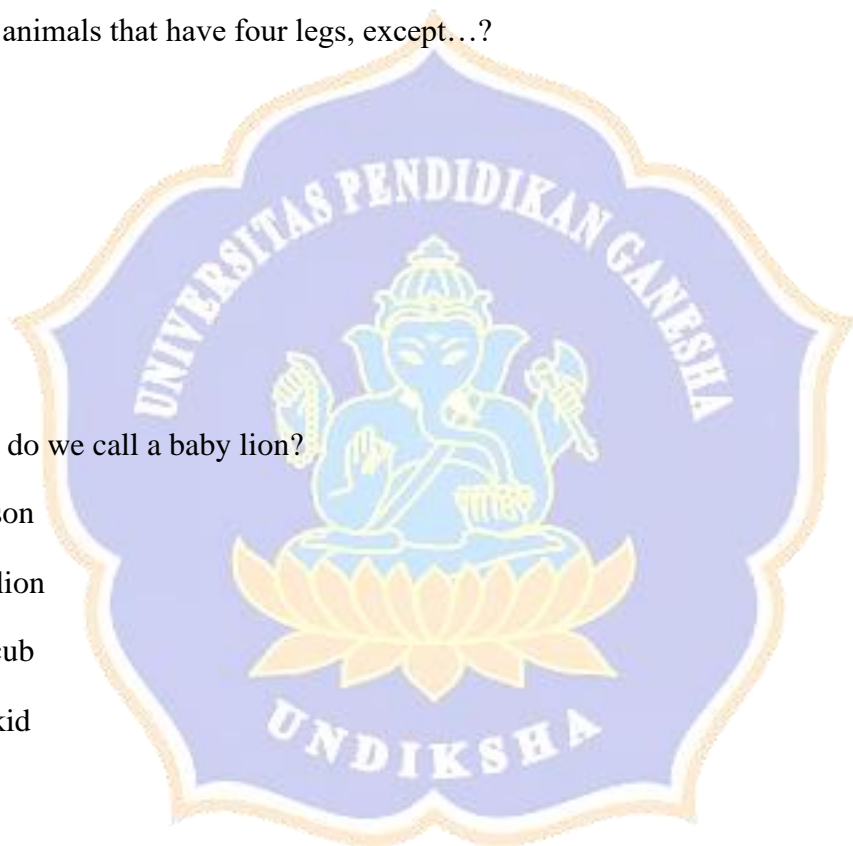 animals that have four legs, except…?
UNIVERSITAS PENDIDIKAN GANESHA
do we call a baby lion?
son
lion
cub
kid
UNDIKSHA